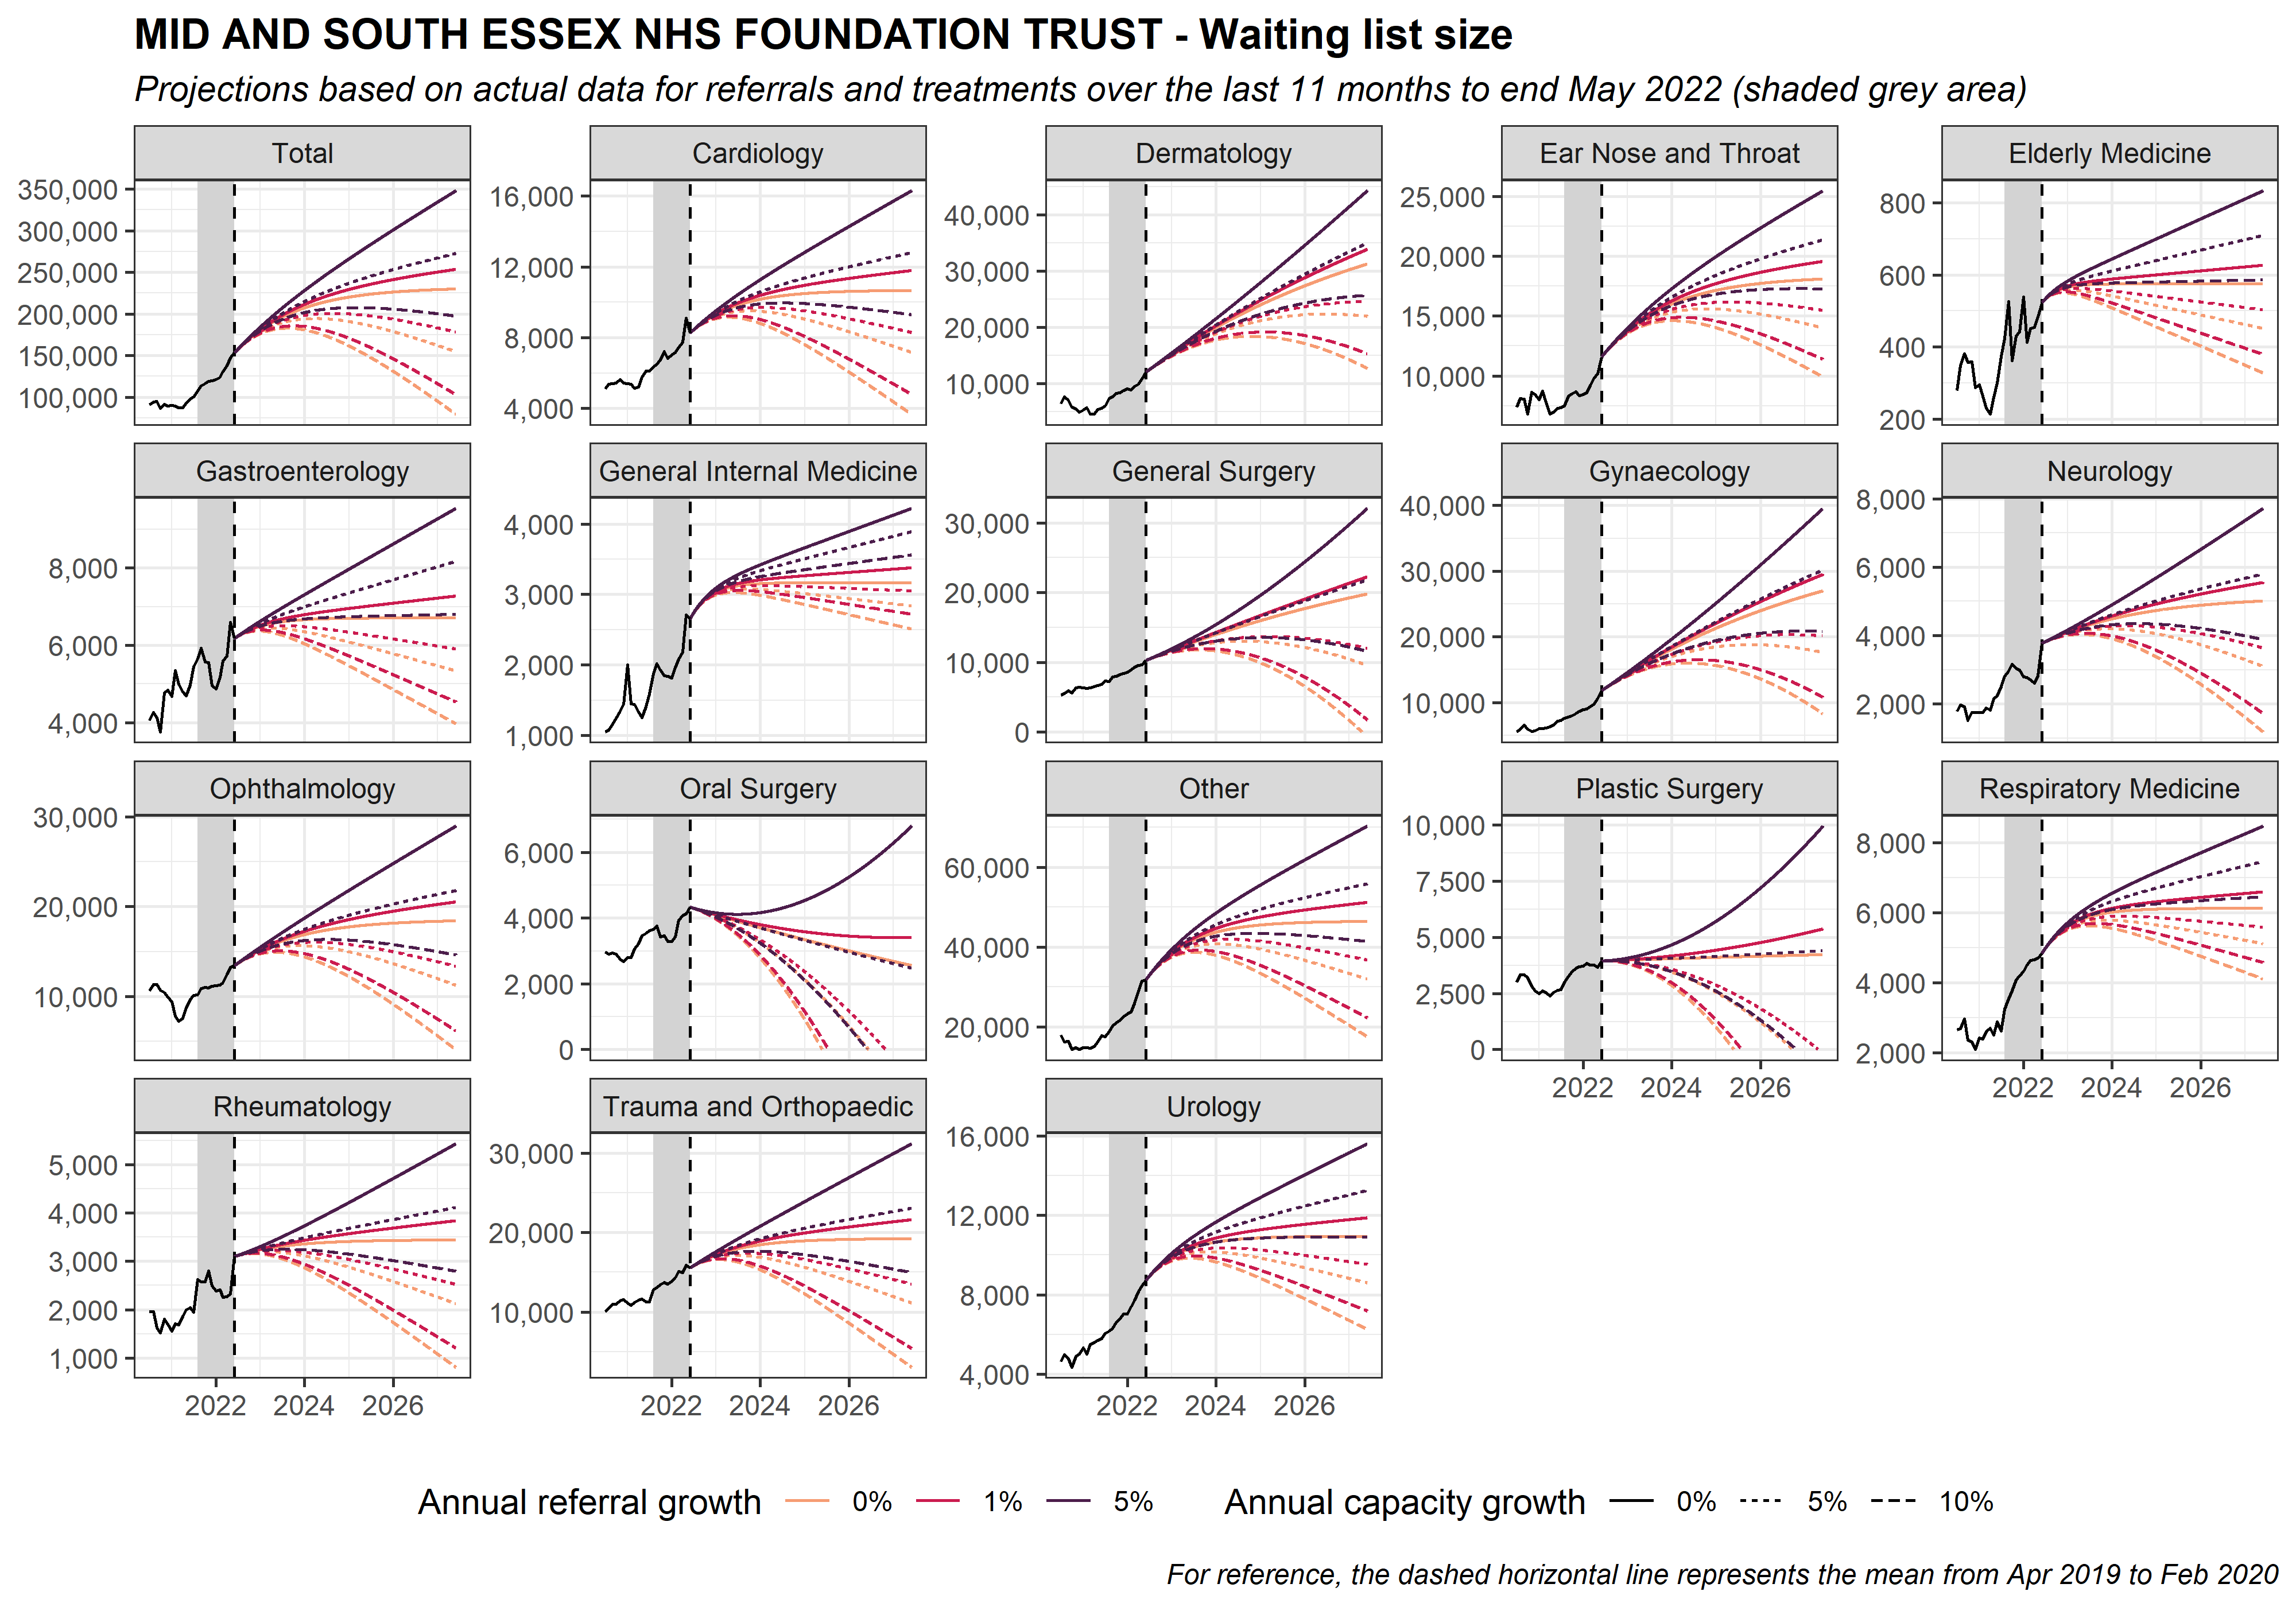 MID AND SOUTH ESSEX NHS FOUNDATION TRUST - Waiting list size
Projections based on actual data for referrals and treatments over the last 11 months to end May 2022 (shaded grey area)
Total
350,000
300,000
250,000
200,000
150,000
100,000
Cardiology
16,000
12,000
8,000
4,000
Dermatology
40,000
30,000
20,000
10,000
Ear Nose and Throat
25,000
20,000
15,000
10,000
Elderly Medicine
800
600
400
200
Gastroenterology
8,000
6,000
4,000
General Internal Medicine
4,000
3,000
2,000
1,000
General Surgery
30,000
20,000
10,000
0
Gynaecology
40,000
30,000
20,000
10,000
Neurology
8,000
6,000
4,000
2,000
Ophthalmology
30,000
20,000
10,000
Oral Surgery
6,000
4,000
2,000
0
Other
60,000
40,000
20,000
Plastic Surgery
10,000
7,500
5,000
2,500
0
2022 2024 2026
Respiratory Medicine
8,000
6,000
4,000
2,000
2022 2024 2026
Rheumatology
5,000
4,000
3,000
2,000
1,000
2022 2024 2026
Trauma and Orthopaedic
30,000
20,000
10,000
2022 2024 2026
Urology
16,000
12,000
8,000
4,000
2022 2024 2026
Annual referral growth 0% 1% 5% Annual capacity growth 0% 5% 10%
For reference, the dashed horizontal line represents the mean from Apr 2019 to Feb 2020